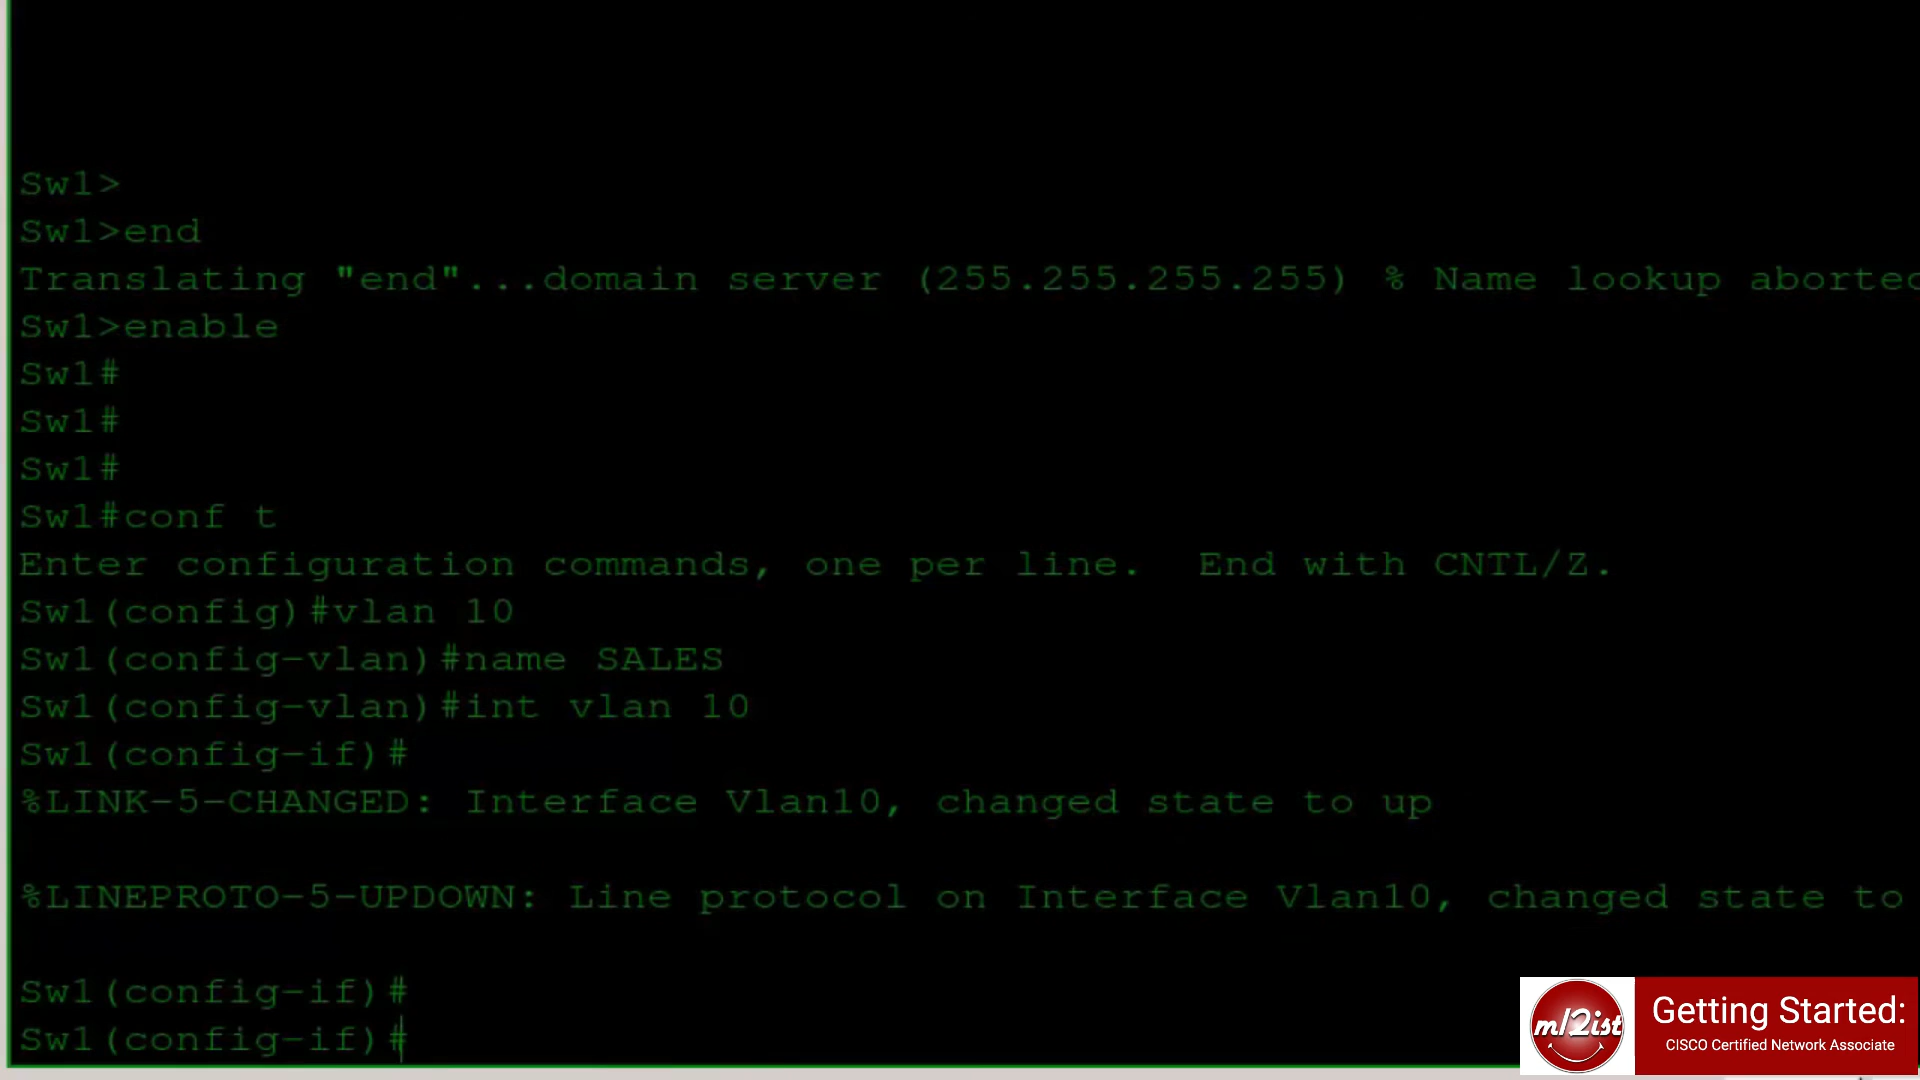 Sw1>
Sw1>end
Translating "end"...domain server (255.255.255.255) % Name lookup aborted
Sw1>enable
Sw1#
Sw1#
Sw1#
Sw1#conf t
Enter configuration commands, one per line.  End with CNTL/Z.
Sw1(config)#vlan 10
Sw1(config-vlan)#name SALES
Sw1(config-vlan)#int vlan 10
Sw1(config-if)#
%LINK-5-CHANGED: Interface Vlan10, changed state to up
%LINEPROTO-5-UPDOWN: Line protocol on Interface Vlan10, changed state to
Sw1(config-if)#
Sw1(config-if)#
ml2ist
Getting Started:
CISCO Certified Network Associate